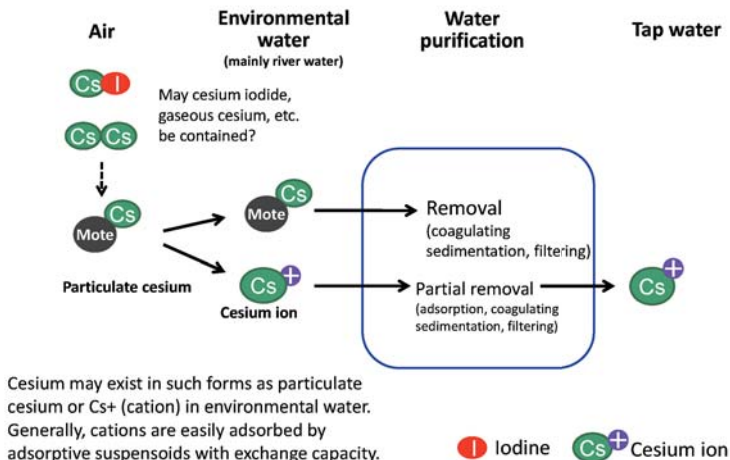 Air
Environmental
water
(mainly river water)
Water
purification
Tap water
Cs I
May cesium iodide,
gaseous cesium, etc.
be contained?
Cs Cs
Cs
Mote
Particulate cesium
Cs
Mote
Cs +
Cesium ion
Removal
(coagulating
sedimentation, filtering)
Partial removal
(adsorption, coagulating
sedimentation, filtering)
Cs +
Cesium may exist in such forms as particulate
cesium or Cs+ (cation) in environmental water.
Generally, cations are easily adsorbed by
adsorptive suspensoids with exchange capacity.
I Iodine
Cs + Cesium ion